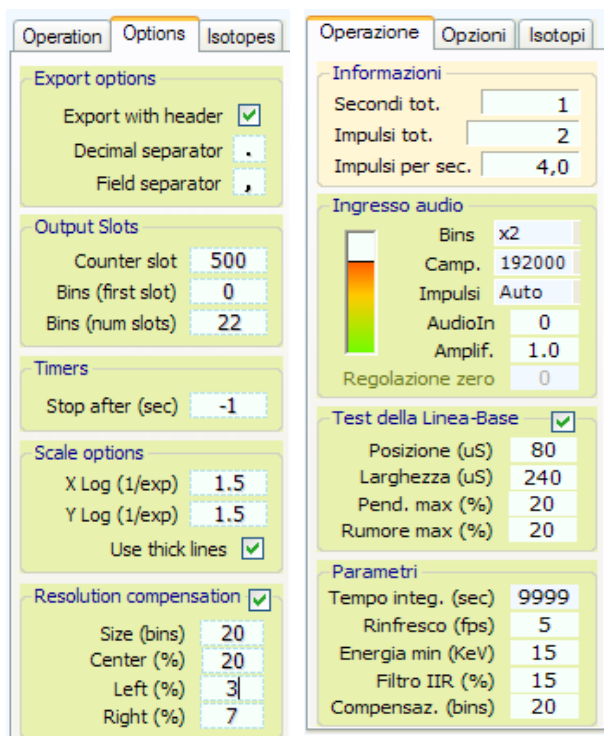 Operation Options Isotopes
Export options
Export with header
Decimal separator .
Field separator ,
Output Slots
Counter slot 500
Bins (first slot) 0
Bins (num slots) 22
Timers
Stop after (sec) -1
Scale options
X Log (1/exp) 1.5
Y Log (1/exp) 1.5
Use thick lines
Resolution compensation
Size (bins) 20
Center (%) 20
Left (%) 3
Right (%) 7
Operazione Opzioni Isotopi
Informazioni
Secondi tot. 1
Impulsi tot. 2
Impulsi per sec. 4,0
Ingresso audio
Bins x2
Camp. 192000
Impulsi Auto
AudioIn 0
Amplif. 1.0
Regolazione zero 0
Test della Linea-Base
Posizione (uS) 80
Larghezza (uS) 240
Pend. max (%) 20
Rumore max (%) 20
Parametri
Tempo integ. (sec) 9999
Rinfresco (fps) 5
Energia min (KeV) 15
Filtro IIR (%) 15
Compensaz. (bins) 20